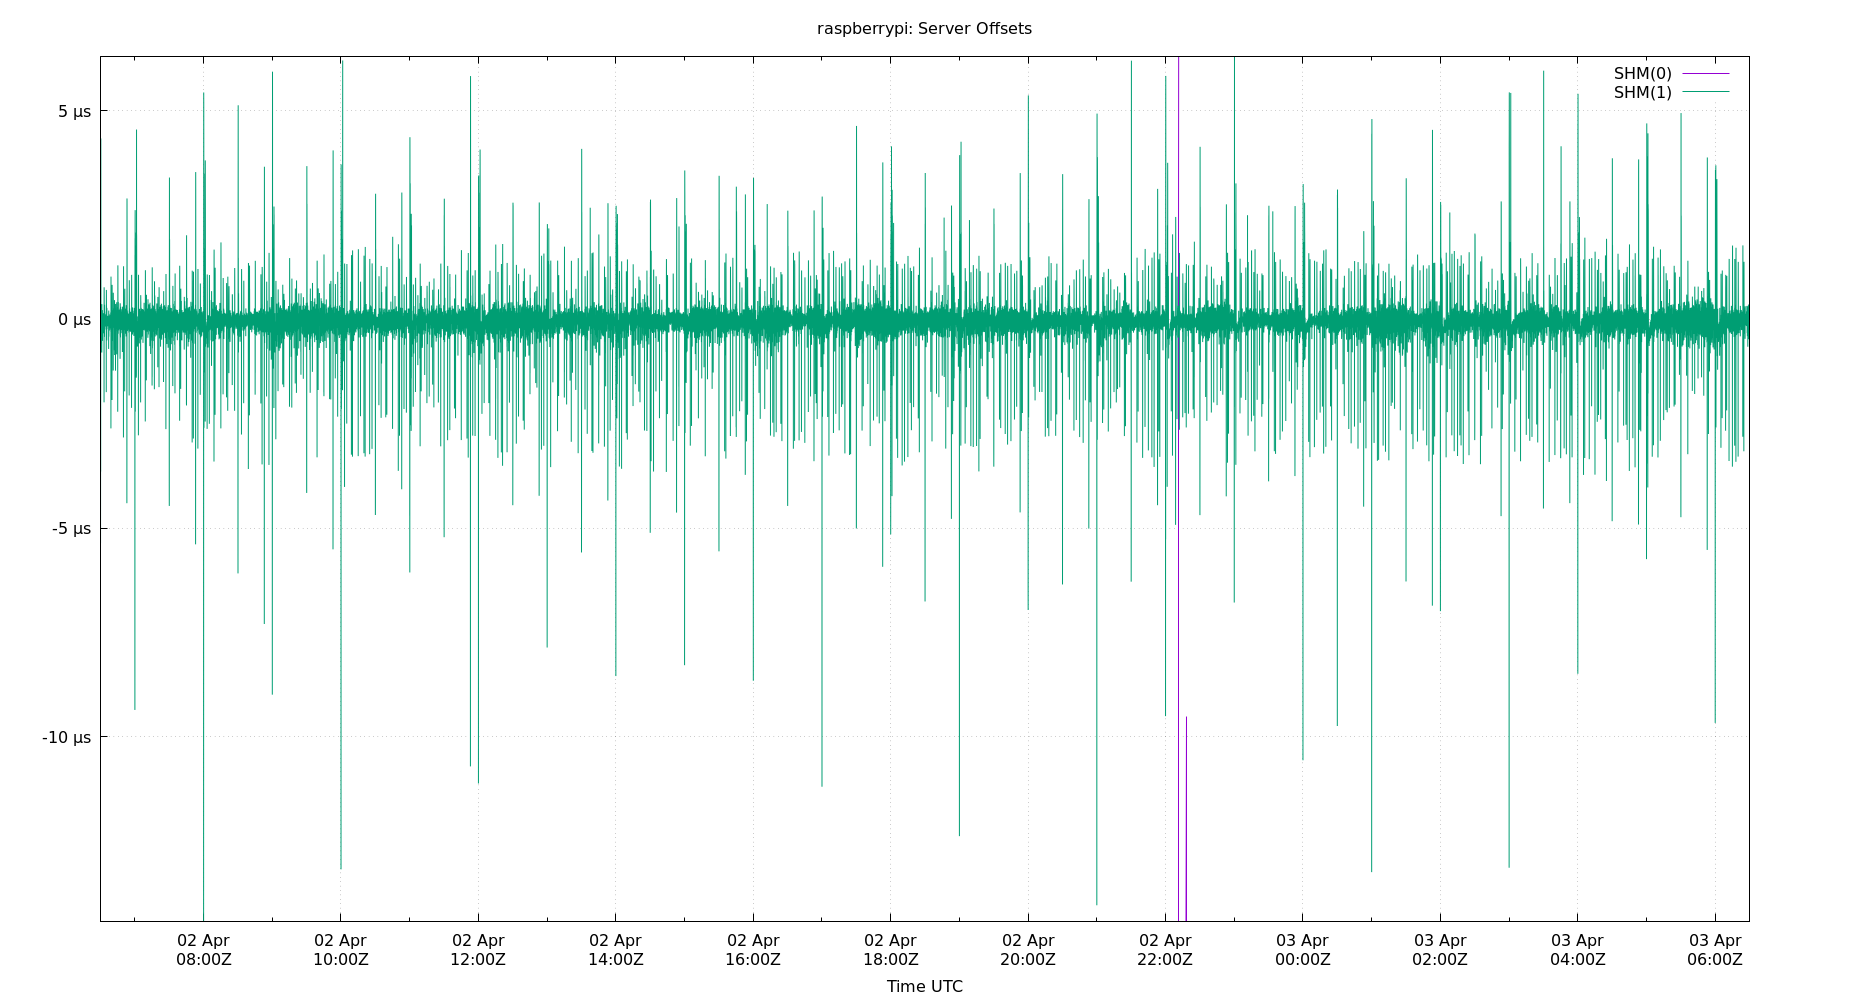 raspberrypi: Server Offsets
SHM(0)
SHM(1)
5 µs
0 µs
-5 µs
-10 µs
02 Apr 02 Apr 02 Apr 02 Apr 02 Apr 02 Apr 02 Apr 02 Apr 03 Apr 03 Apr 03 Apr 03 Apr
08:00Z 10:00Z 12:00Z 14:00Z 16:00Z 18:00Z 20:00Z 22:00Z 00:00Z 02:00Z 04:00Z 06:00Z
Time UTC